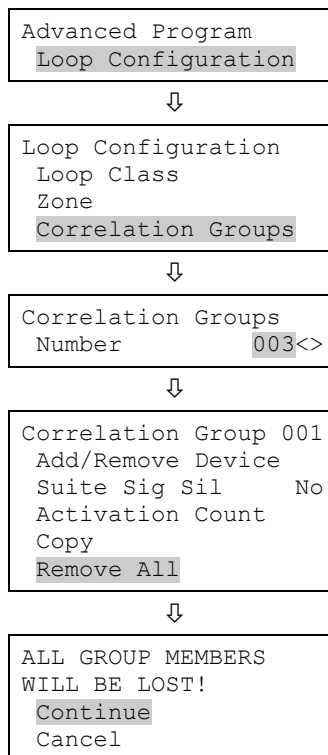 Advanced Program
Loop Configuration
⇩
Loop Configuration
Loop Class
Zone
Correlation Groups
⇩
Correlation Groups
Number 003<>
⇩
Correlation Group 001
Add/Remove Device
Suite Sig Sil No
Activation Count
Copy
Remove All
⇩
ALL GROUP MEMBERS
WILL BE LOST!
Continue
Cancel